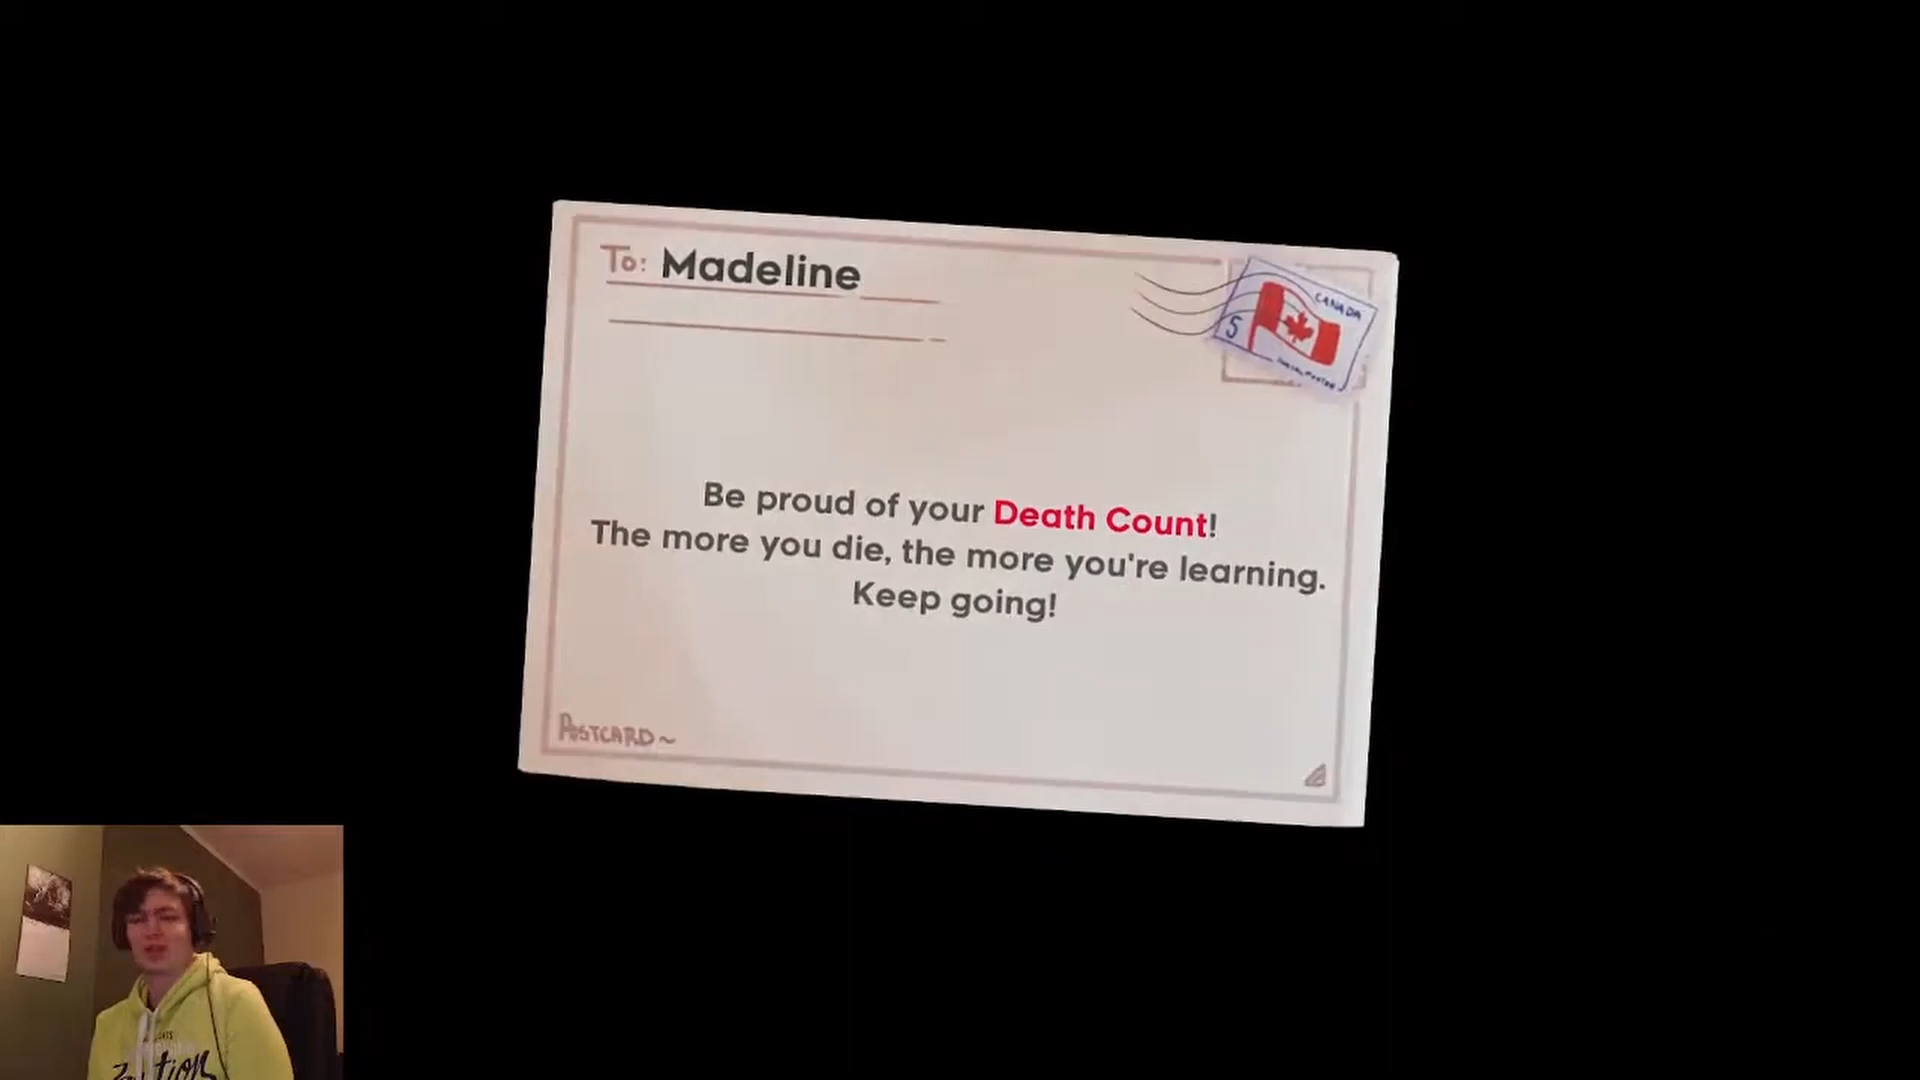 To: Madeline
CANADA
5
Be proud of your Death Count!
The more you die, the more you're learning.
Keep going!
POSTCARD~